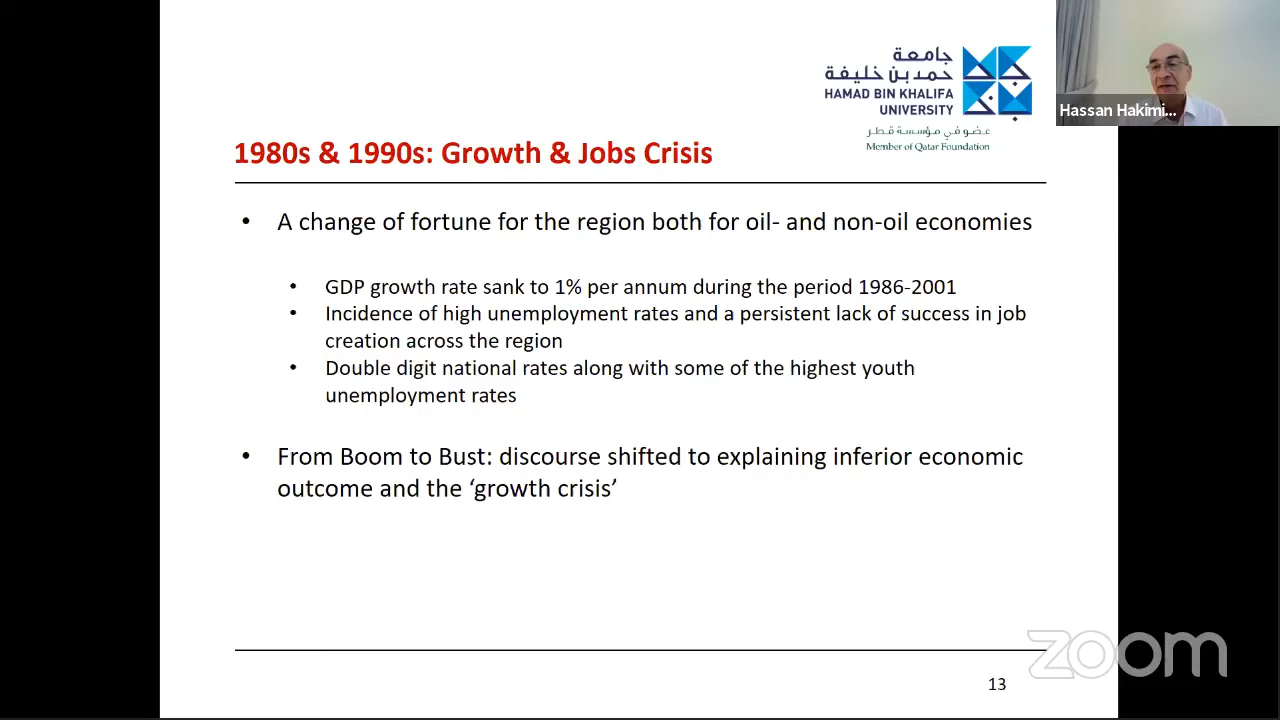 جامعة
حمد بن خليفة
HAMAD BIN KHALIFA
UNIVERSITY
عضو في مؤسسة قطر
Member of Qatar Foundation
Hassan Hakimi...
1980s & 1990s: Growth & Jobs Crisis
• A change of fortune for the region both for oil- and non-oil economies
• GDP growth rate sank to 1% per annum during the period 1986-2001
• Incidence of high unemployment rates and a persistent lack of success in job
creation across the region
• Double digit national rates along with some of the highest youth
unemployment rates
• From Boom to Bust: discourse shifted to explaining inferior economic
outcome and the ‘growth crisis’
zoom
13